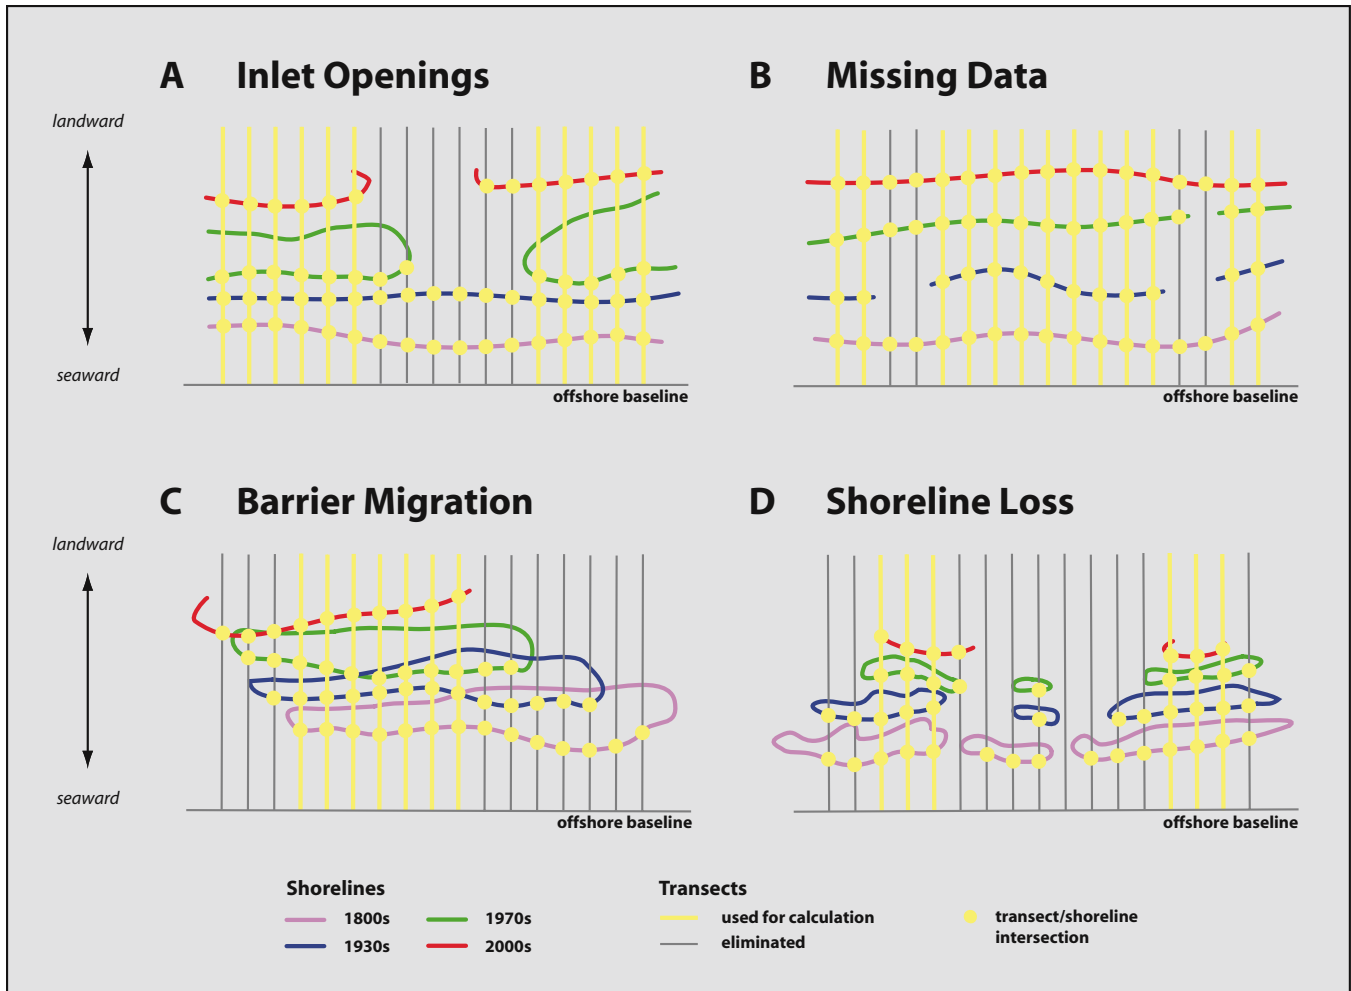 A Inlet Openings
B Missing Data
landward
seaward
offshore baseline
offshore baseline
C Barrier Migration
D Shoreline Loss
landward
seaward
offshore baseline
offshore baseline
Shorelines
1800s
1970s
1930s
2000s
Transects
used for calculation
eliminated
transect/shoreline
intersection